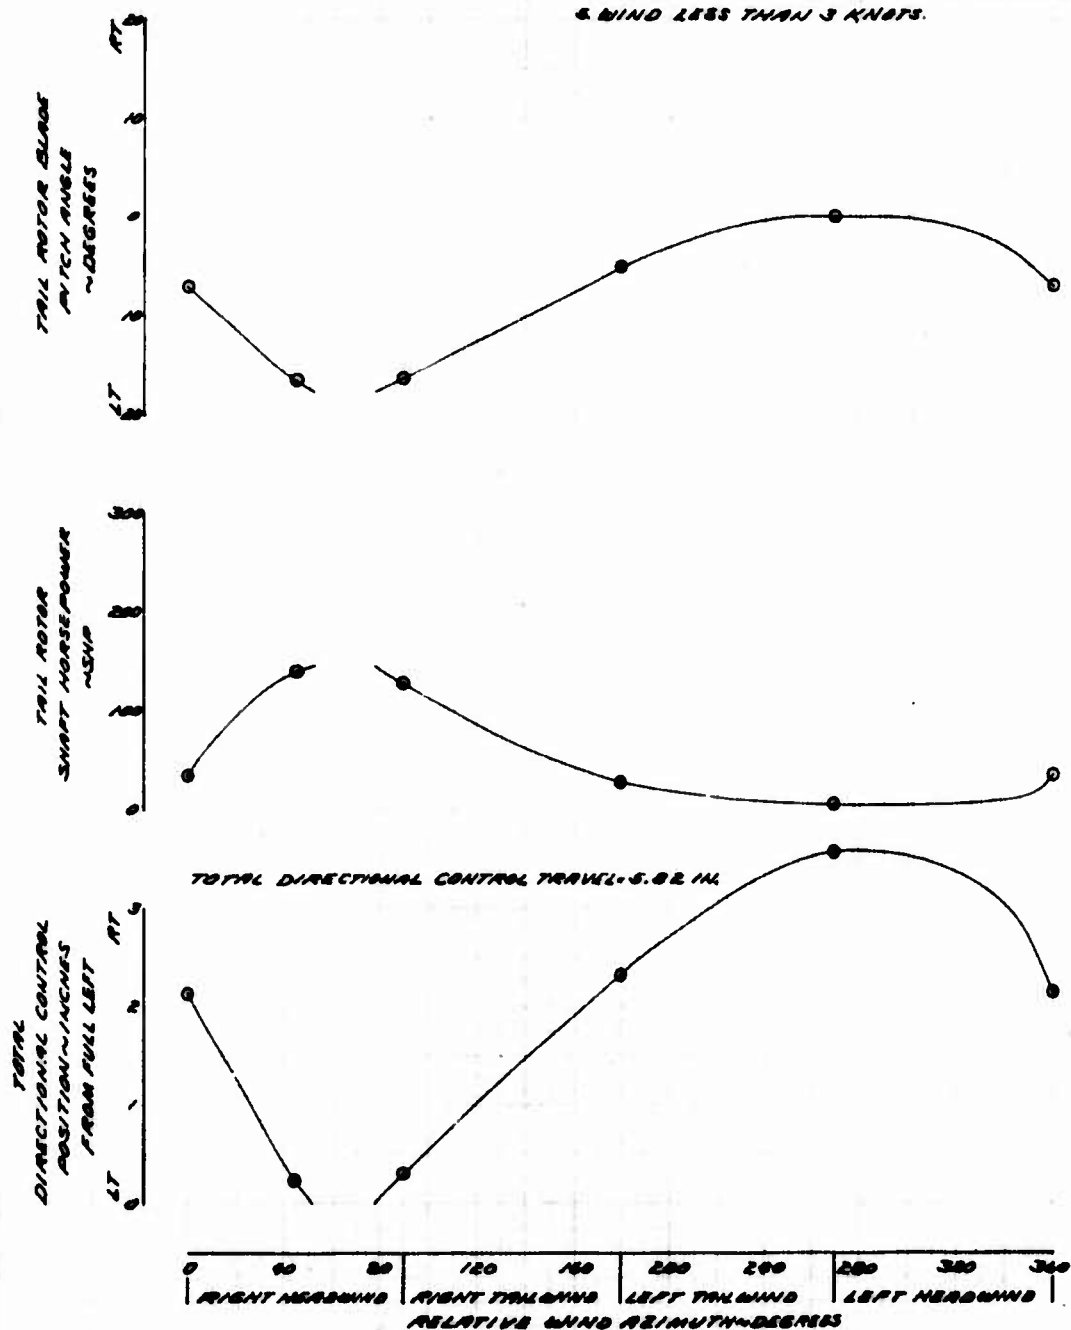 5. WIND LESS THAN 3 KNOTS.
TAIL ROTOR BLADE
PITCH ANGLE
~DEGREES
20
RT
10
0
10
LT
20
TAIL ROTOR
SHAFT HORSEPOWER
~SHP
300
200
100
0
TOTAL DIRECTIONAL CONTROL TRAVEL=5.82 IN.
TOTAL
DIRECTIONAL CONTROL
POSITION~INCHES
FROM FULL LEFT
3
RT
2
1
LT
0
0 40 80 120 160 200 240 280 320 360
RIGHT HEADWIND RIGHT TAILWIND LEFT TAILWIND LEFT HEADWIND
RELATIVE WIND AZIMUTH~DEGREES